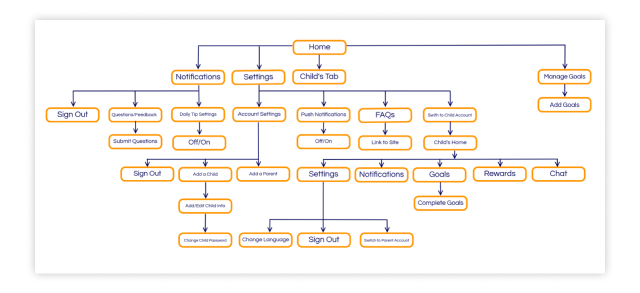 Home
Notifications
Settings
Child's Tab
Manage Goals
Sign Out
Questions/Feedback
Daily Tip Settings
Account Settings
Push Notifications
FAQs
Swith to Child Account
Add Goals
Submit Questions
Off/On
Off/On
Link to Site
Child's Home
Sign Out
Add a Child
Add a Parent
Settings
Notifications
Goals
Rewards
Chat
Add/Edit Child Info
Complete Goals
Change Child Password
Change Language
Sign Out
Switch to Parent Account